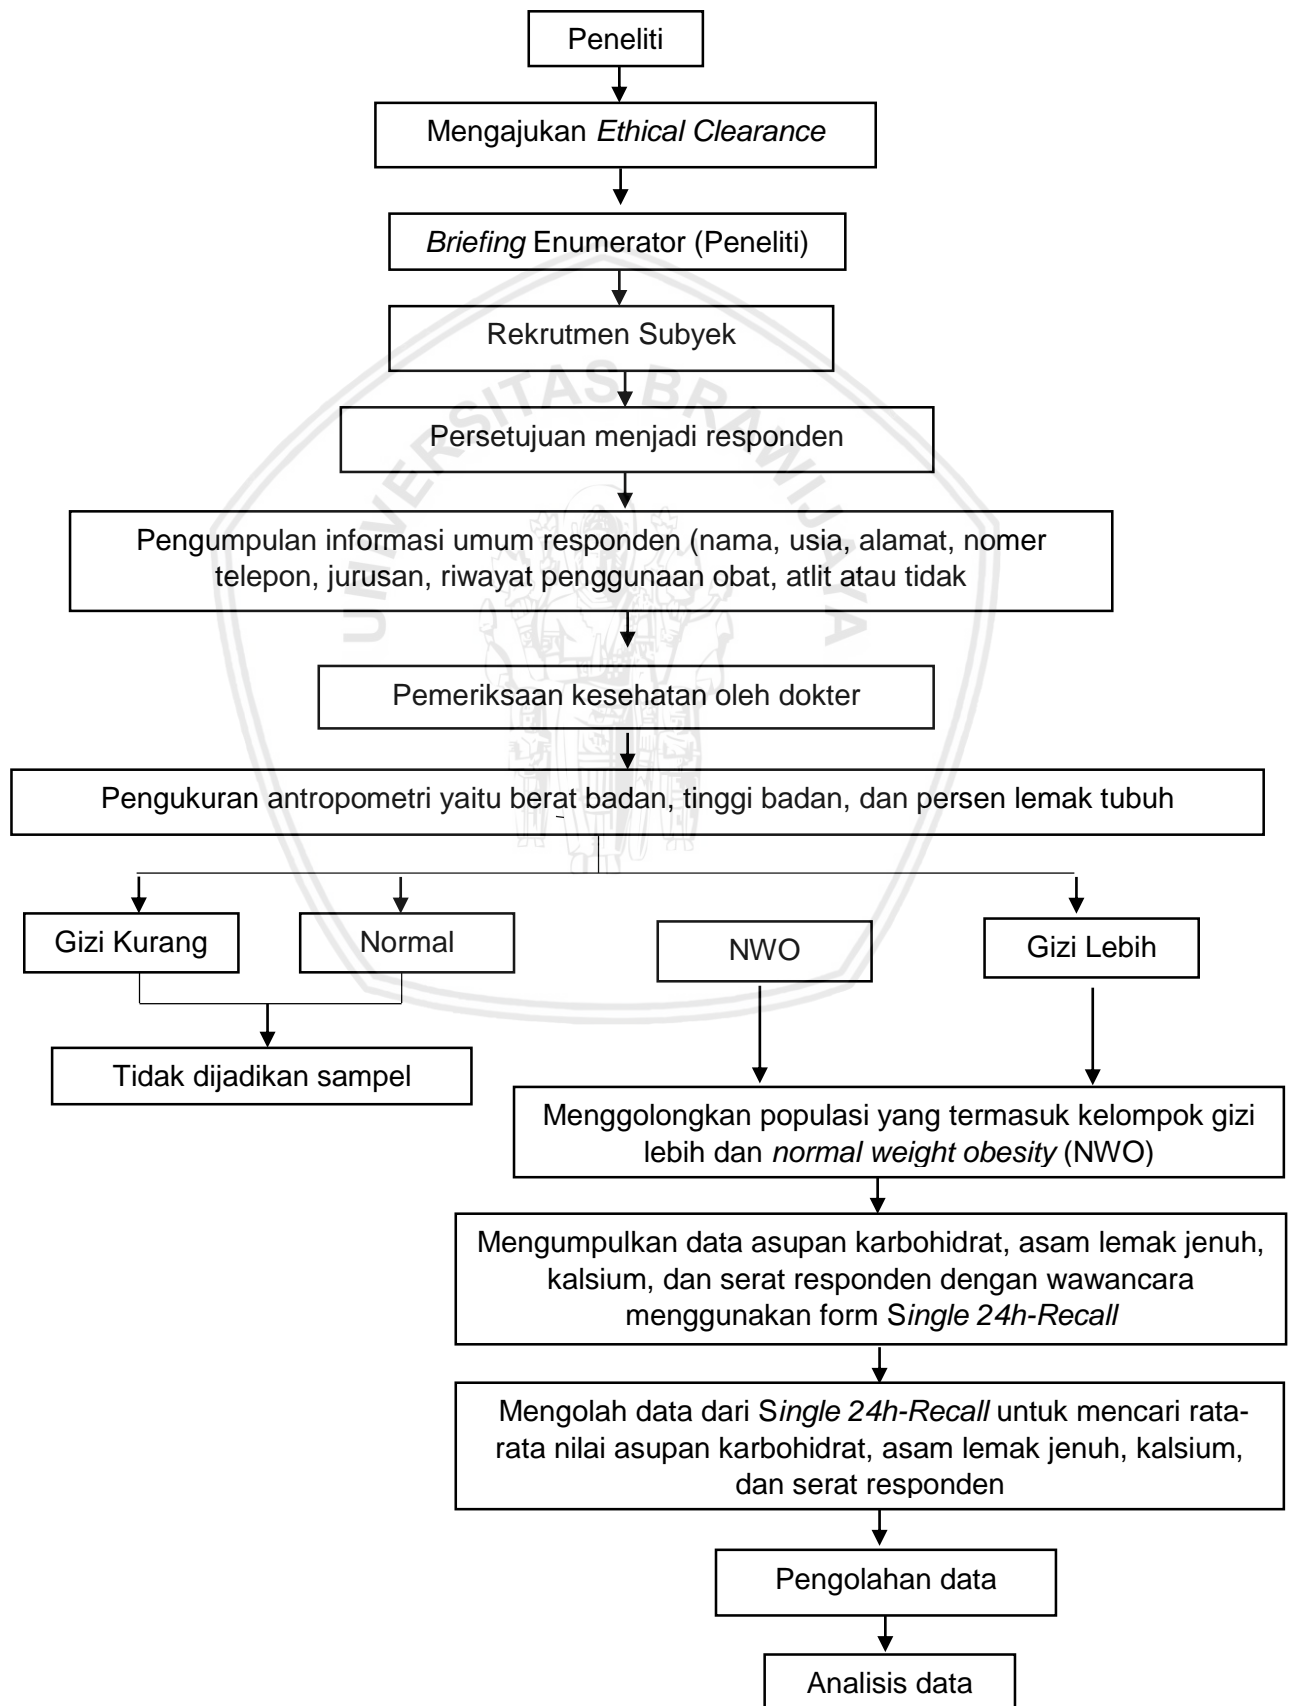 Peneliti
Mengajukan Ethical Clearance
Briefing Enumerator (Peneliti)
Rekrutmen Subyek
UNIVERSITAS BRAWIJAYA
Persetujuan menjadi responden
Pengumpulan informasi umum responden (nama, usia, alamat, nomer
telepon, jurusan, riwayat penggunaan obat, atlit atau tidak
Pemeriksaan kesehatan oleh dokter
Pengukuran antropometri yaitu berat badan, tinggi badan, dan persen lemak tubuh
Gizi Kurang
Normal
NWO
Gizi Lebih
Tidak dijadikan sampel
Menggolongkan populasi yang termasuk kelompok gizi
lebih dan normal weight obesity (NWO)
Mengumpulkan data asupan karbohidrat, asam lemak jenuh,
kalsium, dan serat responden dengan wawancara
menggunakan form Single 24h-Recall
Mengolah data dari Single 24h-Recall untuk mencari rata-
rata nilai asupan karbohidrat, asam lemak jenuh, kalsium,
dan serat responden
Pengolahan data
Analisis data